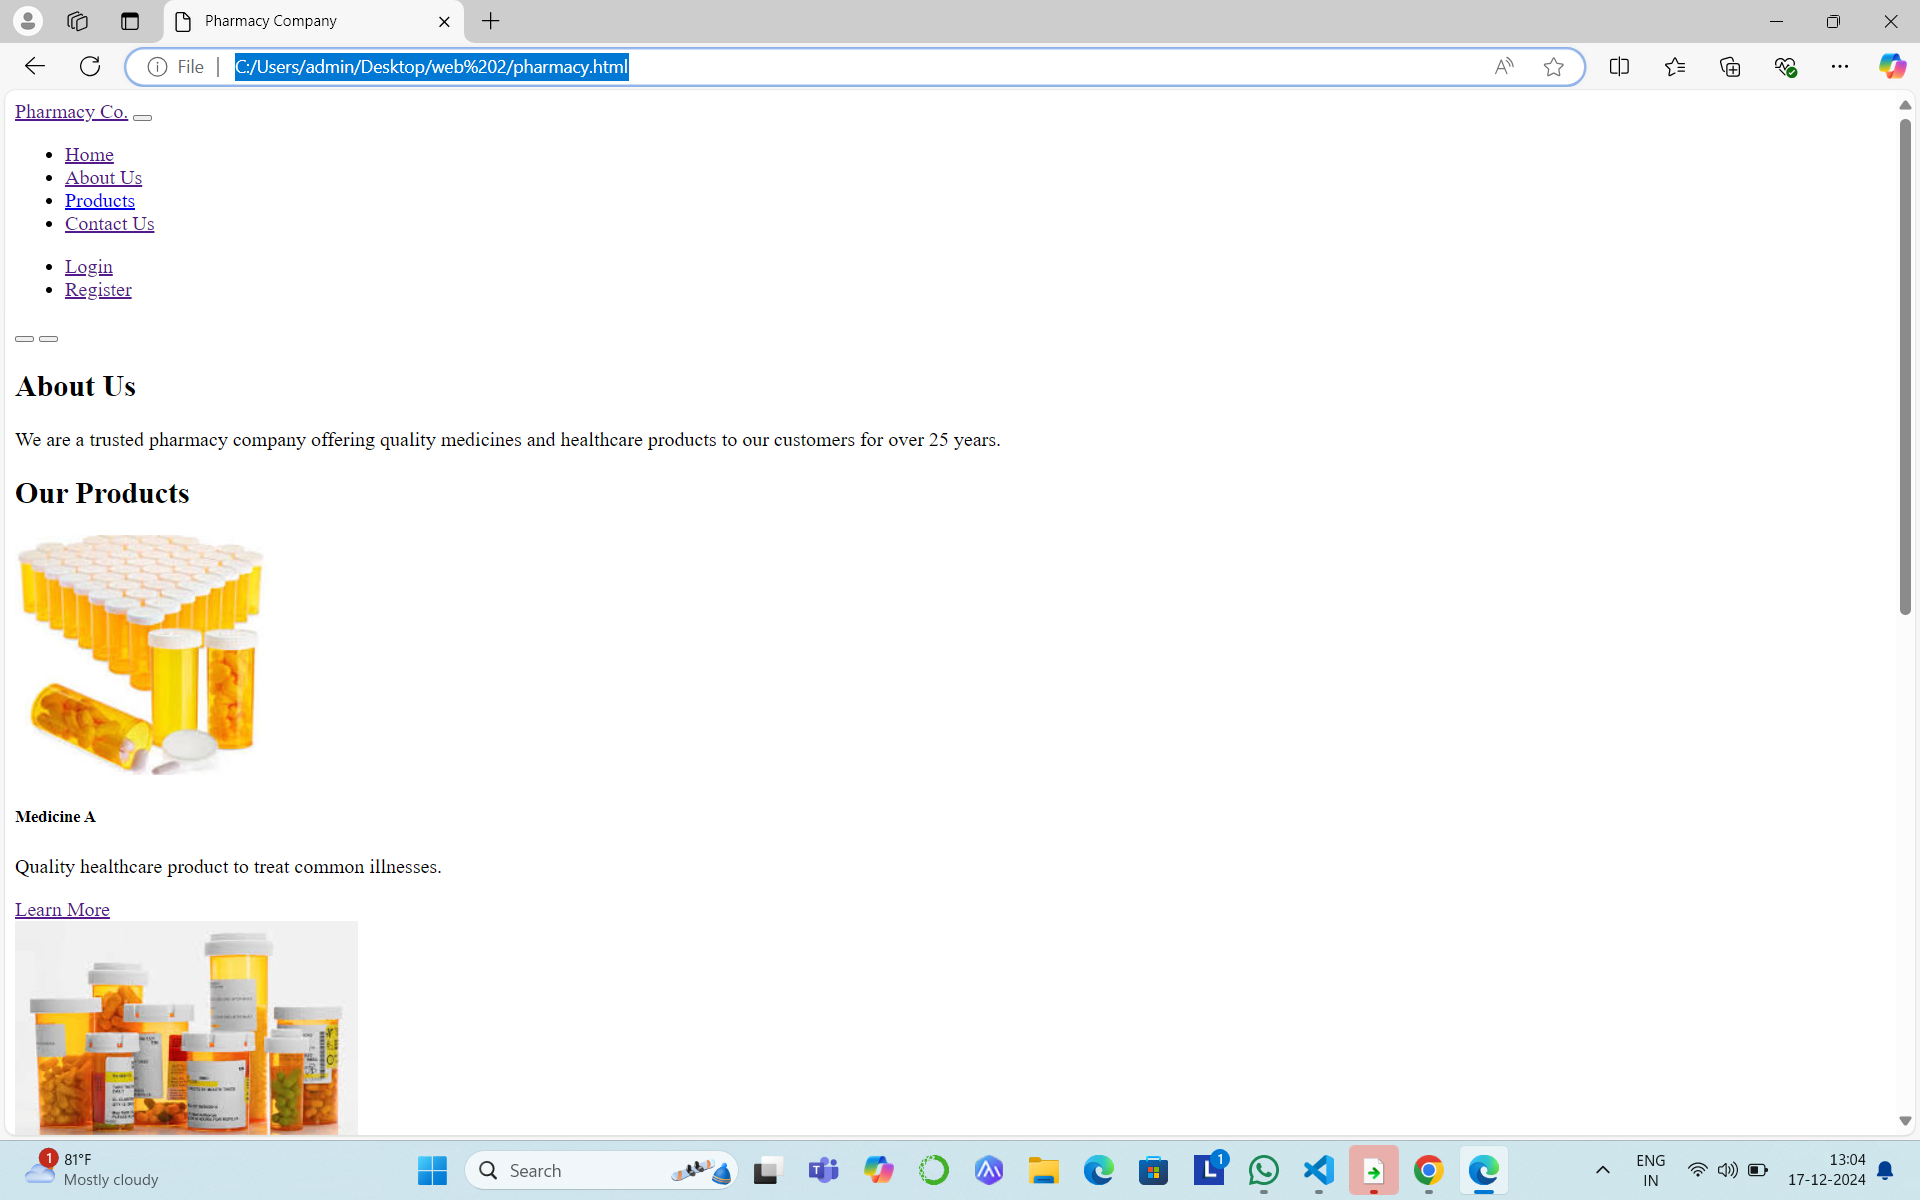 Pharmacy Company
File
C:/Users/admin/Desktop/web%202/pharmacy.html
Pharmacy Co.
Home
About Us
Products
Contact Us
Login
Register
About Us
We are a trusted pharmacy company offering quality medicines and healthcare products to our customers for over 25 years.
Our Products
Medicine A
Quality healthcare product to treat common illnesses.
Learn More
1
81°F
Mostly cloudy
Search
1
ENG
IN
13:04
17-12-2024